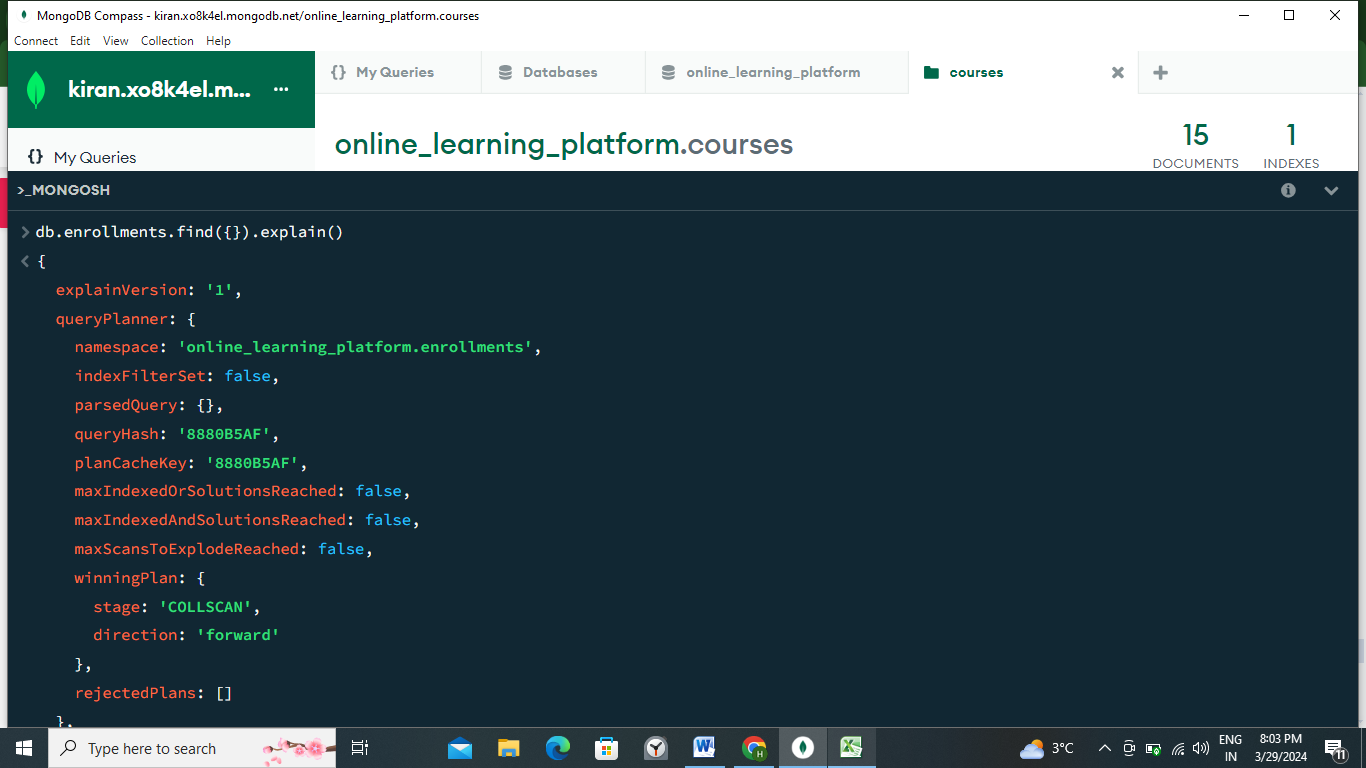 MongoDB Compass - kiran.xo8k4el.mongodb.net/online_learning_platform.courses
Connect Edit View Collection Help
kiran.xo8k4el.m... ...
{} My Queries
Databases
online_learning_platform
courses
{} My Queries
online_learning_platform.courses
15
DOCUMENTS
1
INDEXES
>_MONGOSH
> db.enrollments.find({}).explain()
< {
explainVersion: '1',
queryPlanner: {
namespace: 'online_learning_platform.enrollments',
indexFilterSet: false,
parsedQuery: {},
queryHash: '8880B5AF',
planCacheKey: '8880B5AF',
maxIndexedOrSolutionsReached: false,
maxIndexedAndSolutionsReached: false,
maxScansToExplodeReached: false,
winningPlan: {
stage: 'COLLSCAN',
direction: 'forward'
},
rejectedPlans: []
},
Type here to search
3°C
ENG
IN
8:03 PM
3/29/2024
11